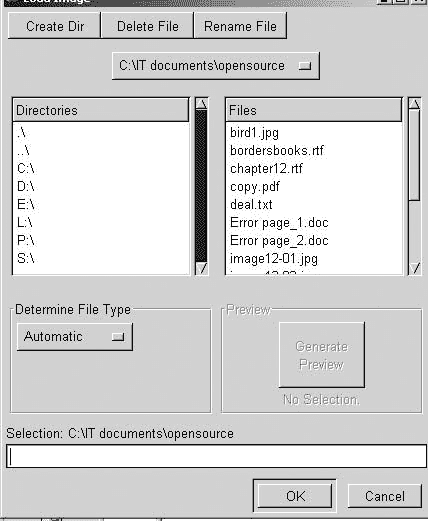 Load Image
Create Dir Delete File Rename File
C:\IT documents\opensource
Directories
.\
..\
C:\
D:\
E:\
L:\
P:\
S:\
Files
bird1.jpg
bordersbooks.rtf
chapter12.rtf
copy.pdf
deal.txt
Error page_1.doc
Error page_2.doc
image12-01.jpg
Determine File Type
Automatic
Preview
Generate
Preview
No Selection.
Selection: C:\IT documents\opensource
OK Cancel